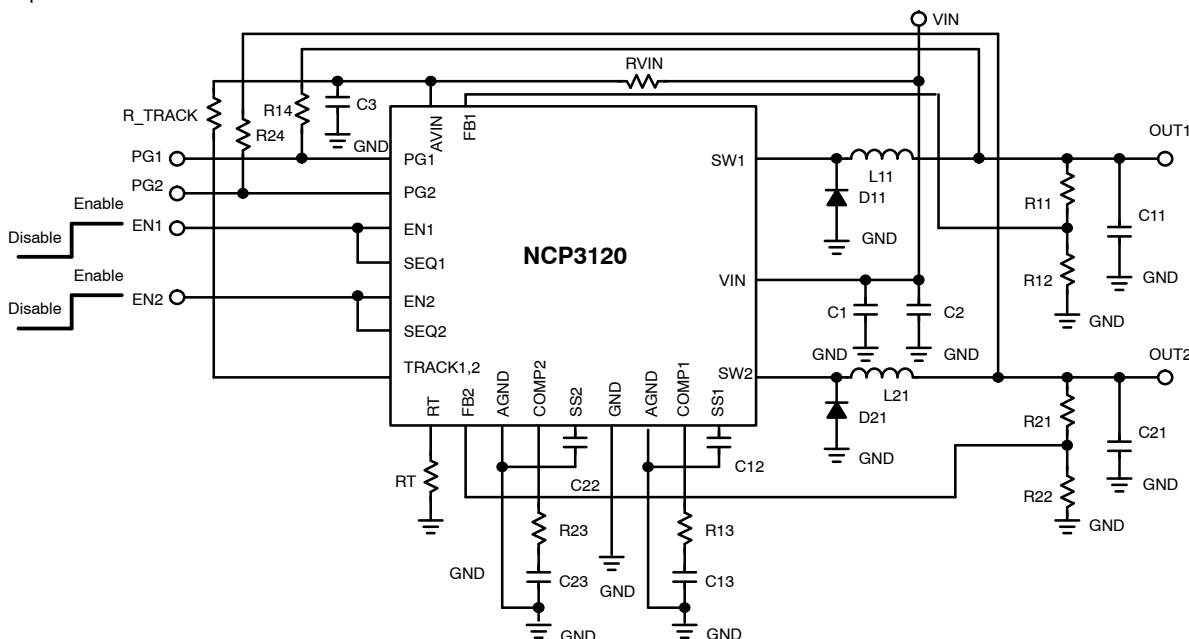 VIN
RVIN
R_TRACK
R14
C3
R24
GND
AVIN
FB1
OUT1
PG1
PG1
SW1
L11
PG2
PG2
D11
R11
C11
Enable
Disable
EN1
EN1
GND
SEQ1
NCP3120
R12
GND
Enable
Disable
EN2
EN2
VIN
SEQ2
C1
C2
GND
GND
GND
TRACK1,2
SW2
L21
OUT2
RT
FB2
AGND
COMP2
SS2
GND
AGND
COMP1
SS1
D21
R21
C21
GND
RT
C22
C12
R22
GND
GND
R23
R13
GND
C23
GND
C13
GND
GND